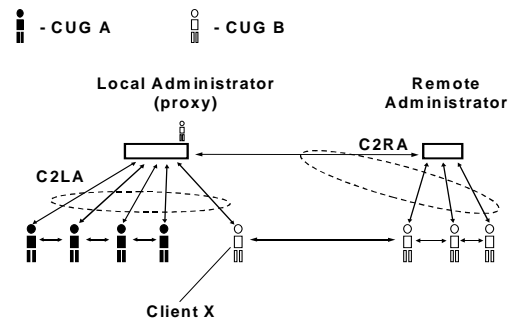 - CUG A
- CUG B
Local Administrator
(proxy)
Remote
Administrator
C2RA
C2LA
Client X